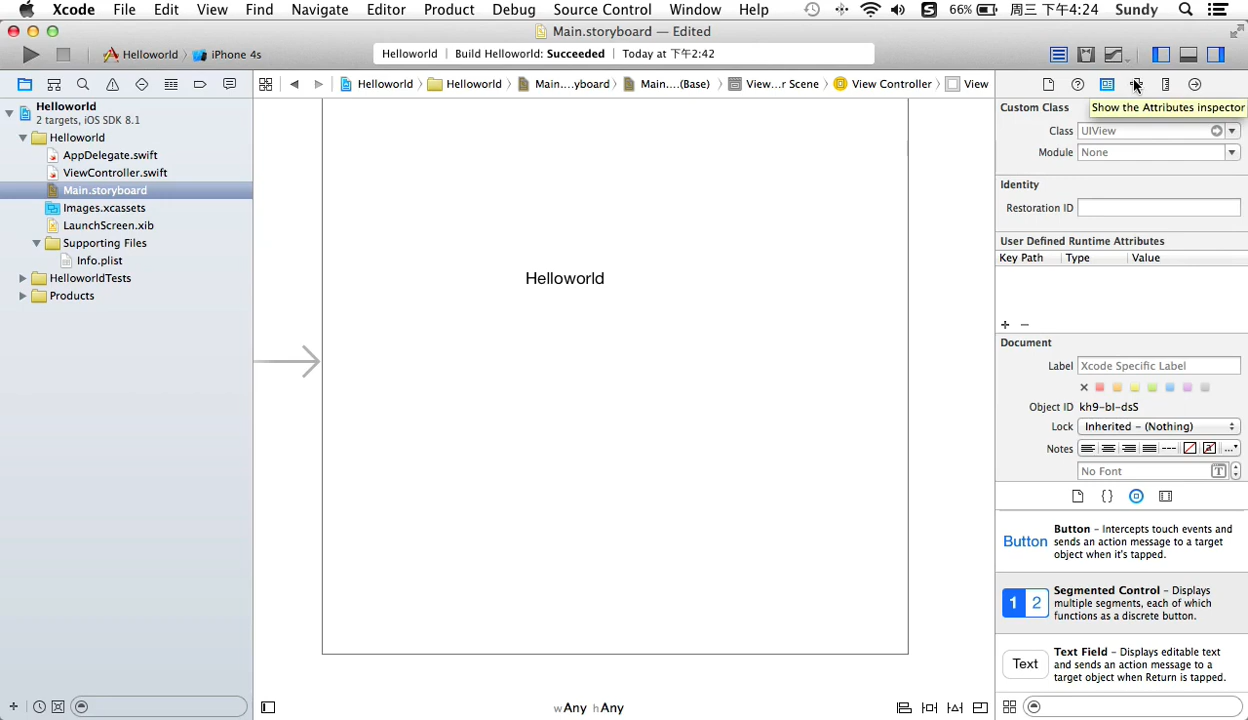 Xcode File Edit View Find Navigate Editor Product Debug Source Control Window Help S 66% 周三 下午4:24 Sundy
Main.storyboard — Edited
Helloworld iPhone 4s Helloworld Build Helloworld: Succeeded Today at 下午2:42
Helloworld Helloworld Main....yboard Main....(Base) View...r Scene View Controller View
Helloworld
2 targets, iOS SDK 8.1
Helloworld
AppDelegate.swift
ViewController.swift
Main.storyboard
Images.xcassets
LaunchScreen.xib
Supporting Files
Info.plist
HelloworldTests
Products
Helloworld
wAny hAny
Show the Attributes inspector
Custom Class
Class UIView
Module None
Identity
Restoration ID
User Defined Runtime Attributes
Key Path Type Value
+ −
Document
Label Xcode Specific Label
Object ID kh9-bI-dsS
Lock Inherited - (Nothing)
Notes
No Font T
Button Button - Intercepts touch events and
sends an action message to a target
object when it's tapped.
1 2 Segmented Control - Displays
multiple segments, each of which
functions as a discrete button.
Text Text Field - Displays editable text
and sends an action message to a
target object when Return is tapped.